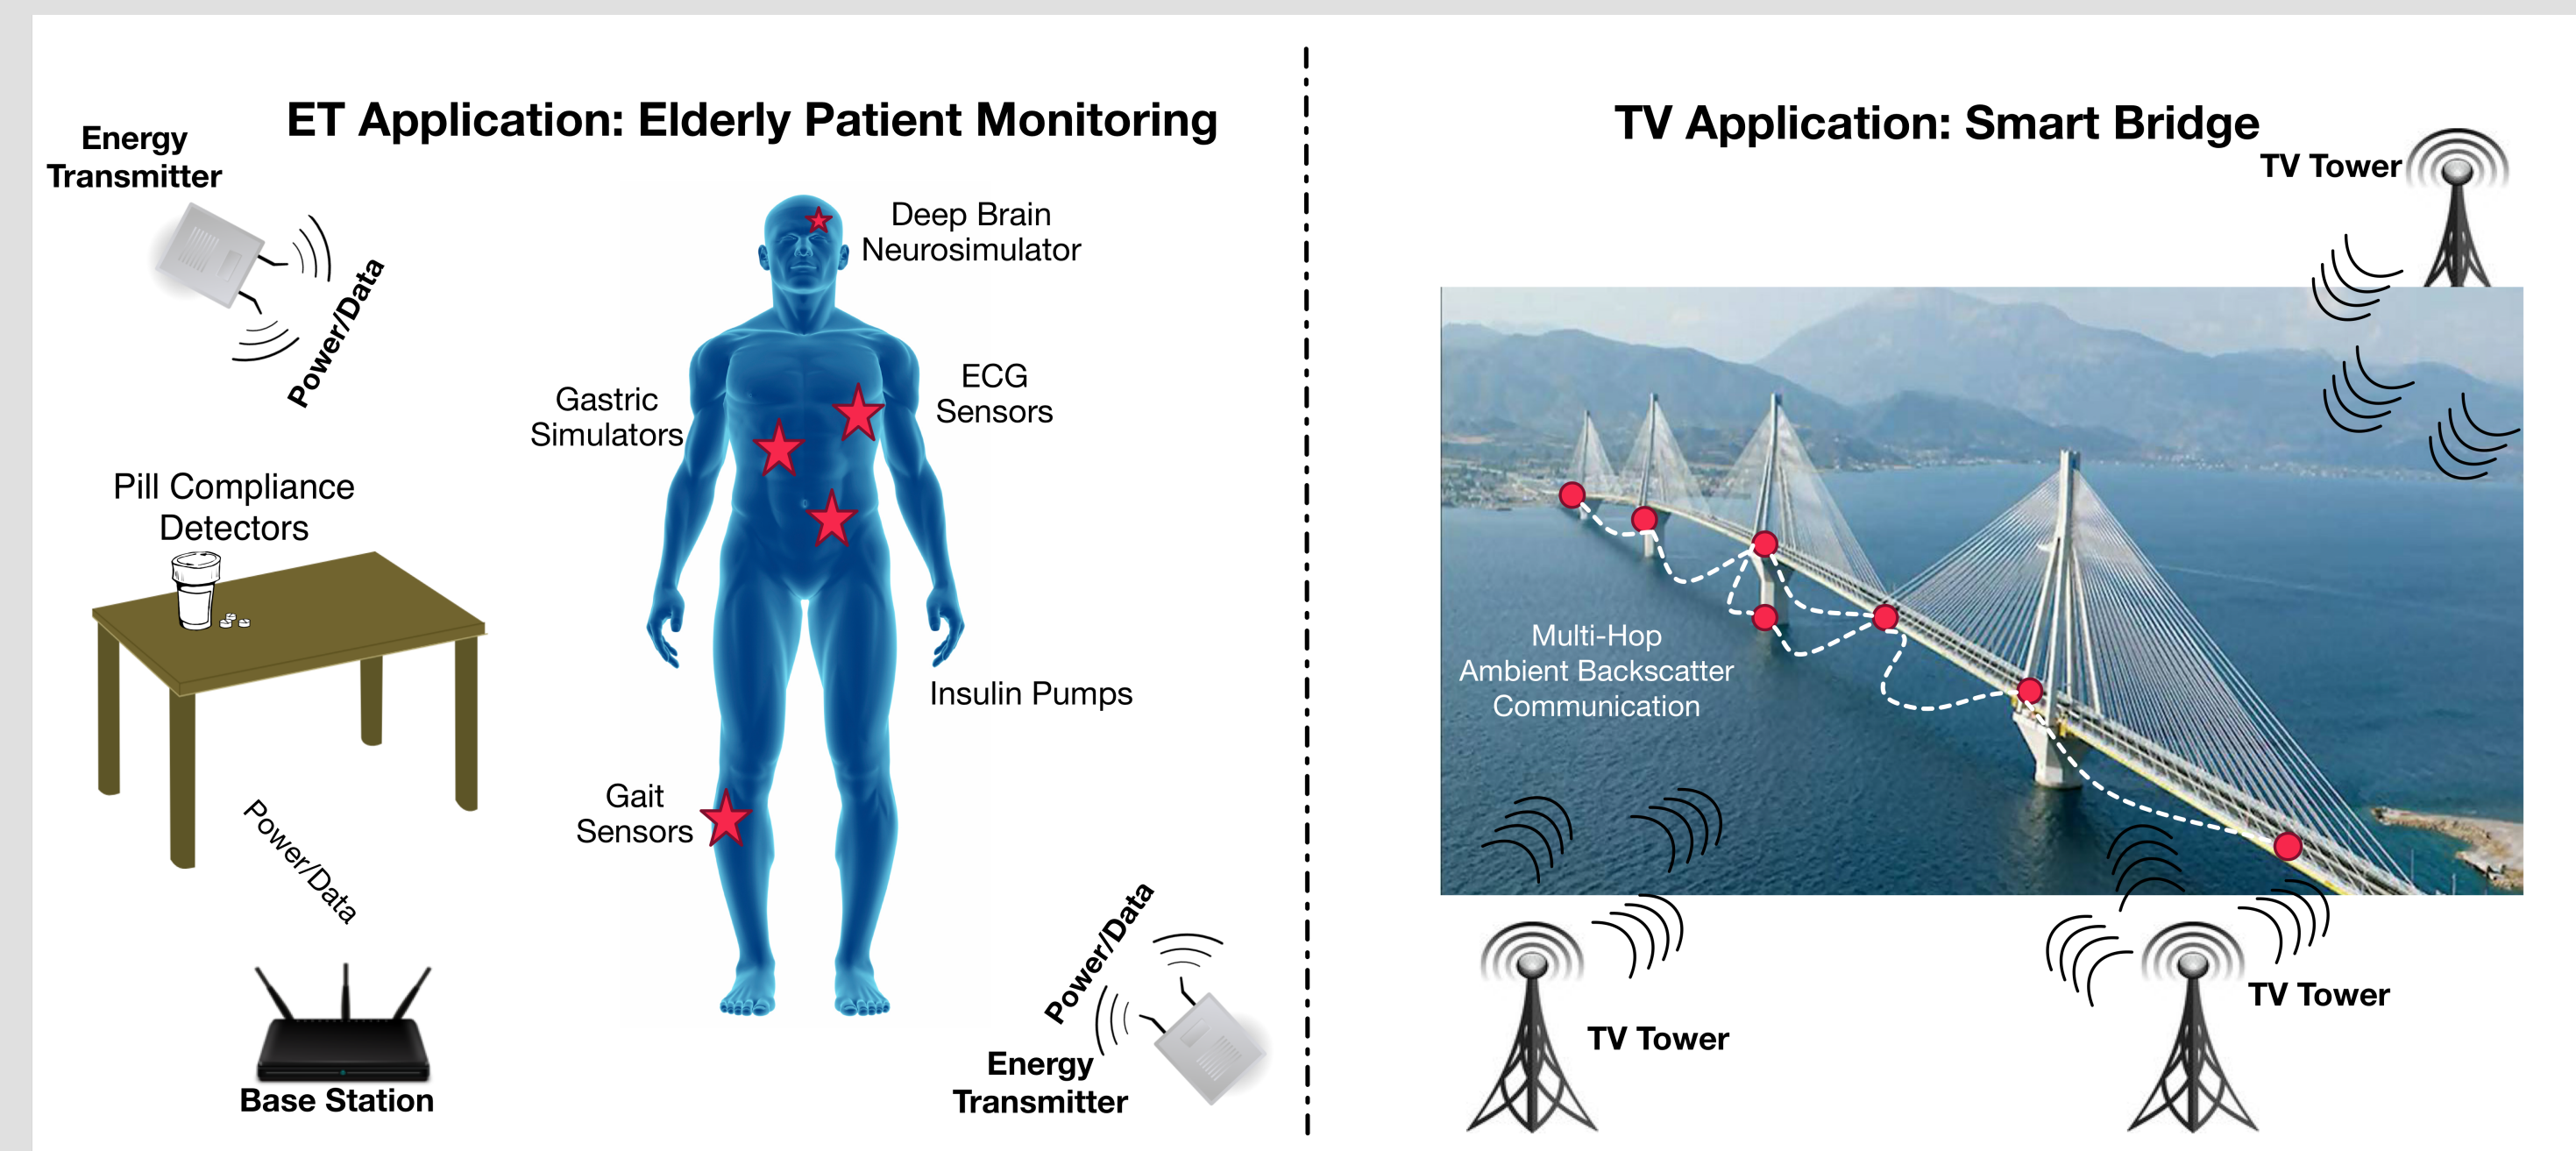 ET Application: Elderly Patient Monitoring
Energy
Transmitter
Power/Data
Deep Brain
Neurosimulator
Gastric
Simulators
ECG
Sensors
Pill Compliance
Detectors
Insulin Pumps
Gait
Sensors
Power/Data
Base Station
Power/Data
Energy
Transmitter
TV Application: Smart Bridge
TV Tower
Multi-Hop
Ambient Backscatter
Communication
TV Tower
TV Tower